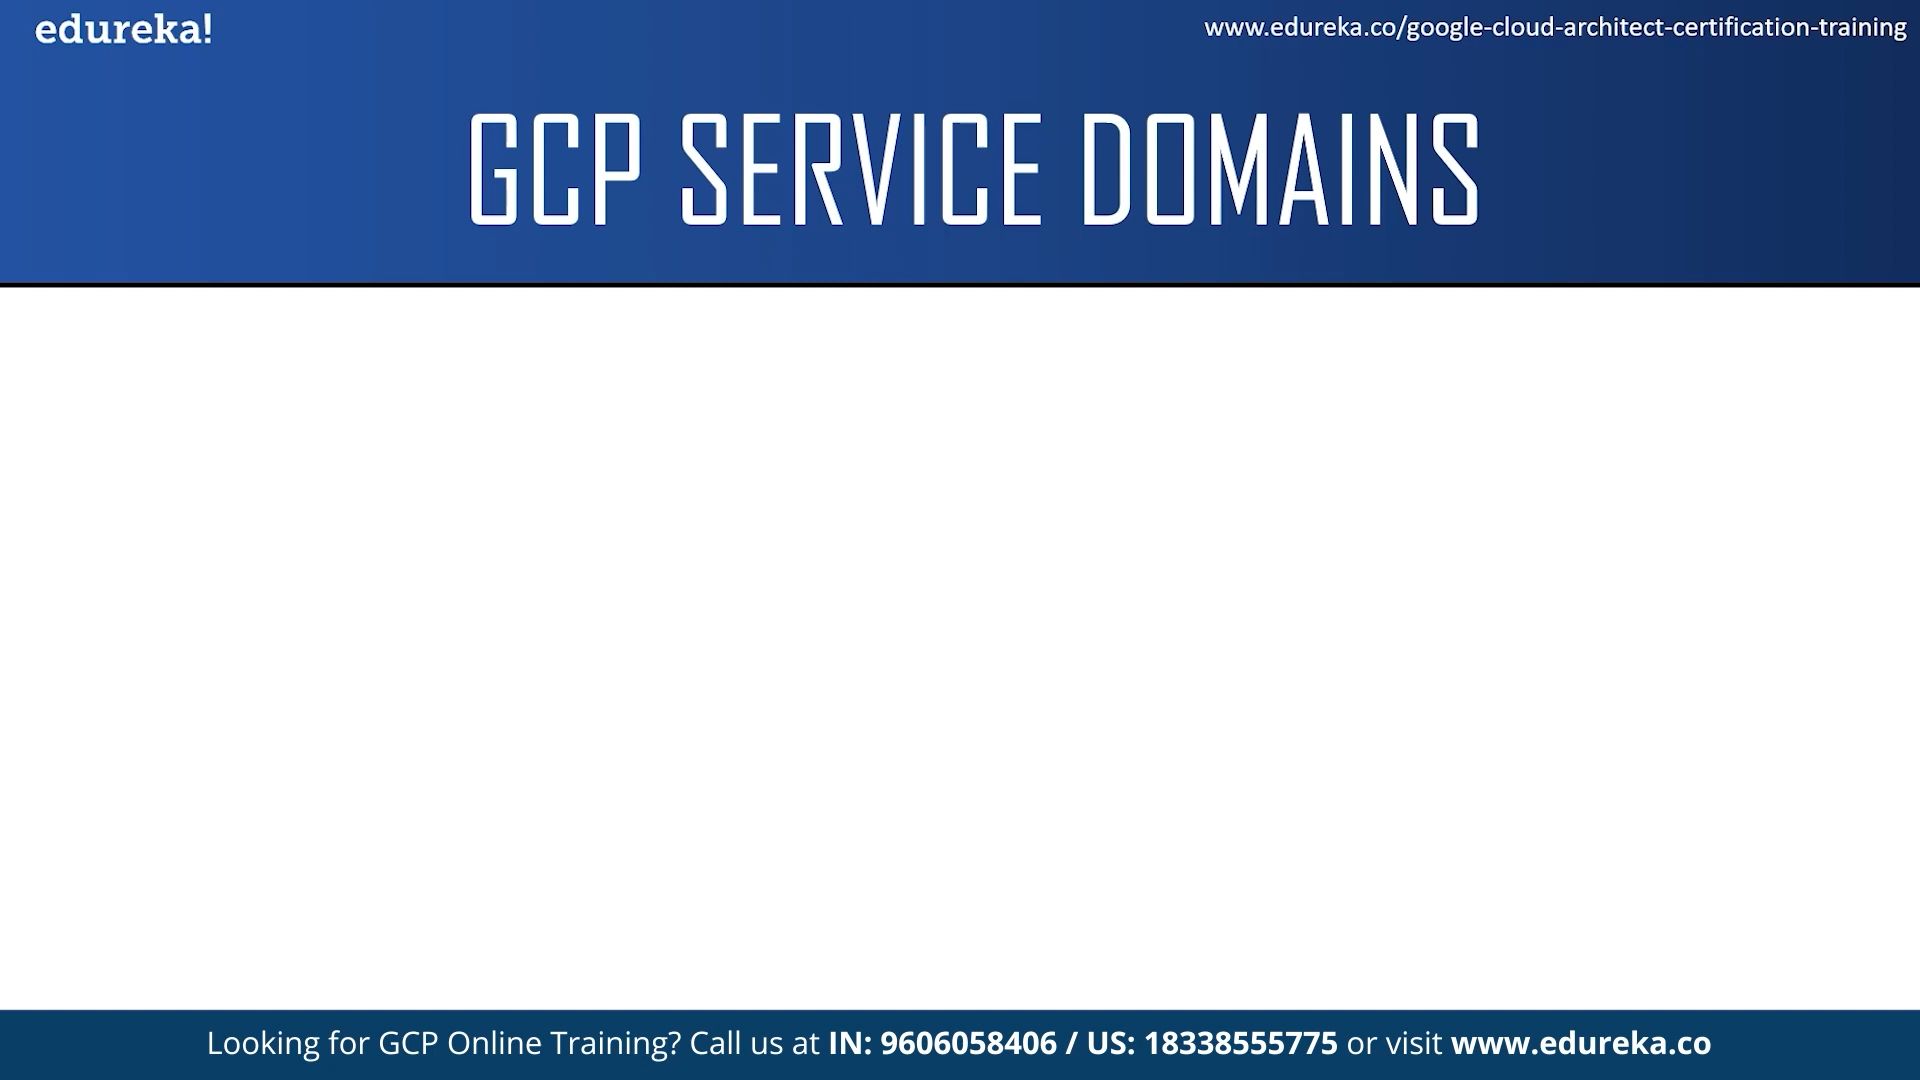 edureka!
www.edureka.co/google-cloud-architect-certification-training
GCP SERVICE DOMAINS
Looking for GCP Online Training? Call us at IN: 9606058406 / US: 18338555775 or visit www.edureka.co